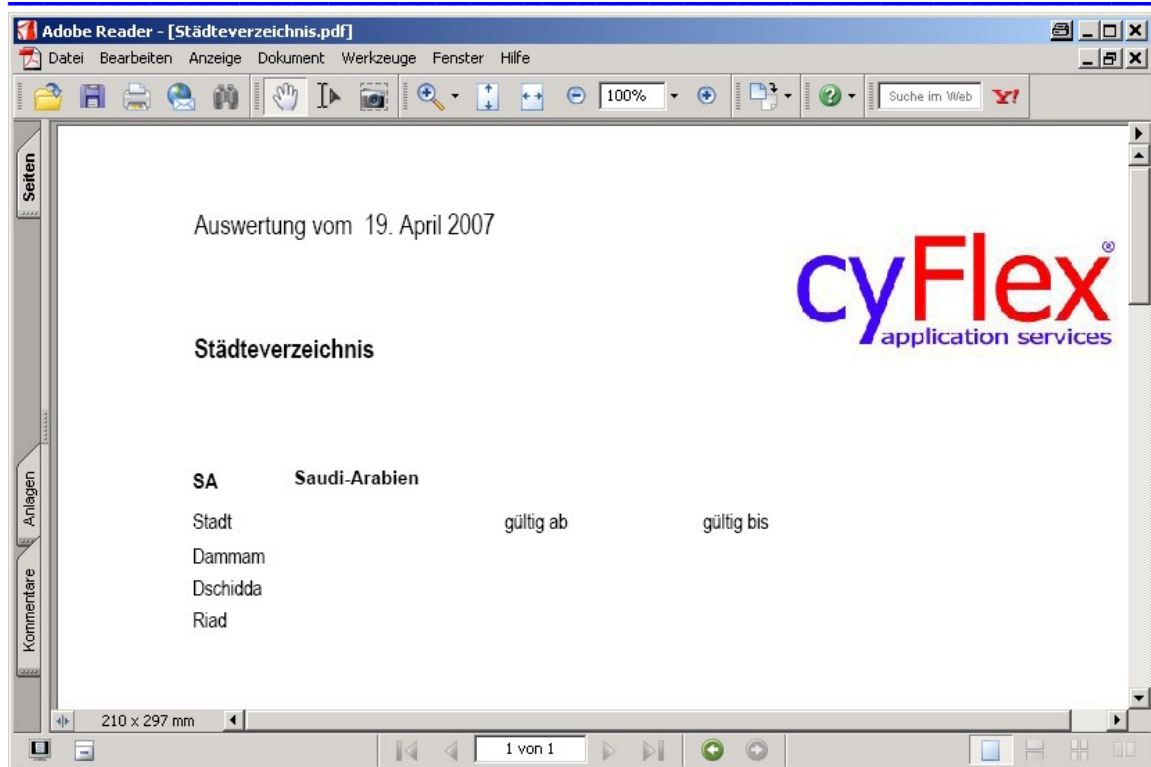 Adobe Reader - [Städteverzeichnis.pdf]
Datei Bearbeiten Anzeige Dokument Werkzeuge Fenster Hilfe
100% Suche im Web Y!
Seiten
Auswertung vom 19. April 2007
cyFlex®
application services
Städteverzeichnis
SA Saudi-Arabien
Stadt gültig ab gültig bis
Dammam
Dschidda
Riad
Anlagen
Kommentare
210 x 297 mm
1 von 1